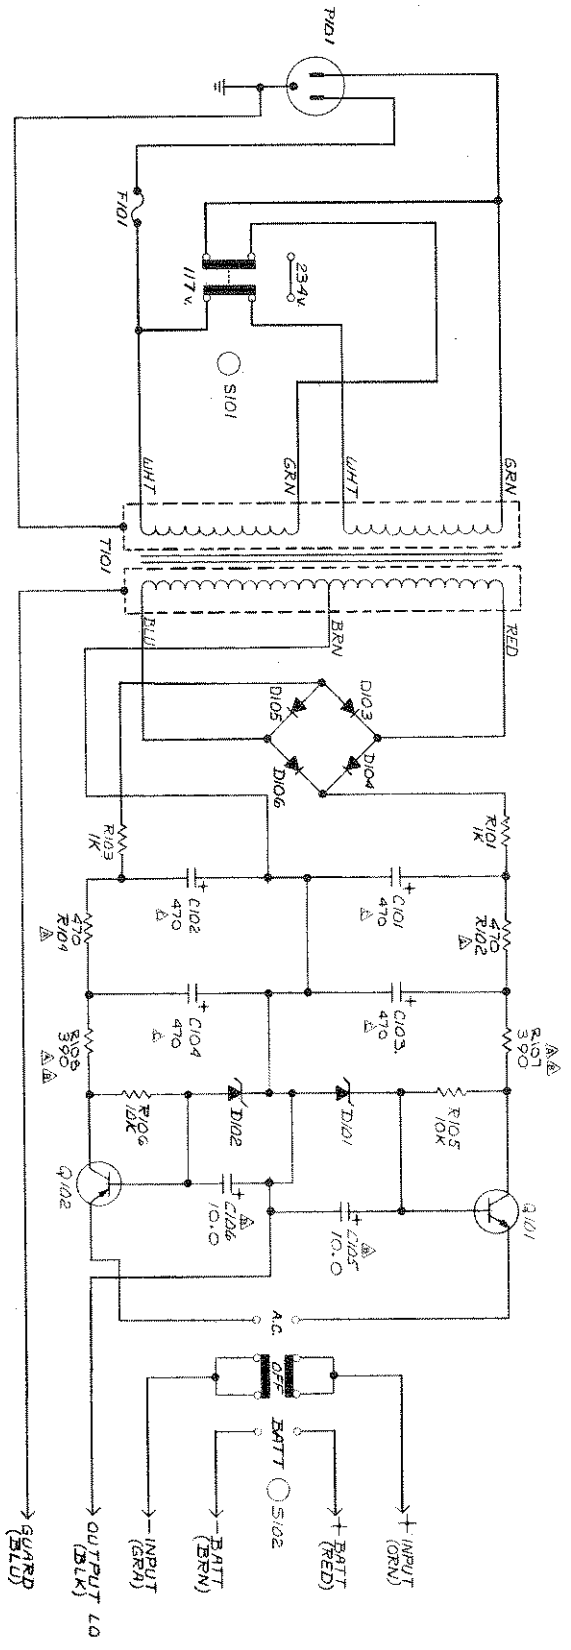 P101
F101
234V.
117V.
S101
GRN
WHT
GRN
WHT
T101
RED
BRN
BLU
D103
D104
D105
D106
R101
1K
R103
1K
C101
470
C102
470
R102
470
470
R104
C103.
470
C104
470
R107
390
R108
390
R105
10K
R106
10K
D101
D102
C105
10.0
C106
10.0
Q101
Q102
A.C.
OFF
BATT
S102
+ INPUT
(ORN)
+ BATT
(RED)
- BATT
(BRN)
- INPUT
(GRA)
OUTPUT LO
(BLK)
GUARD
(BLU)